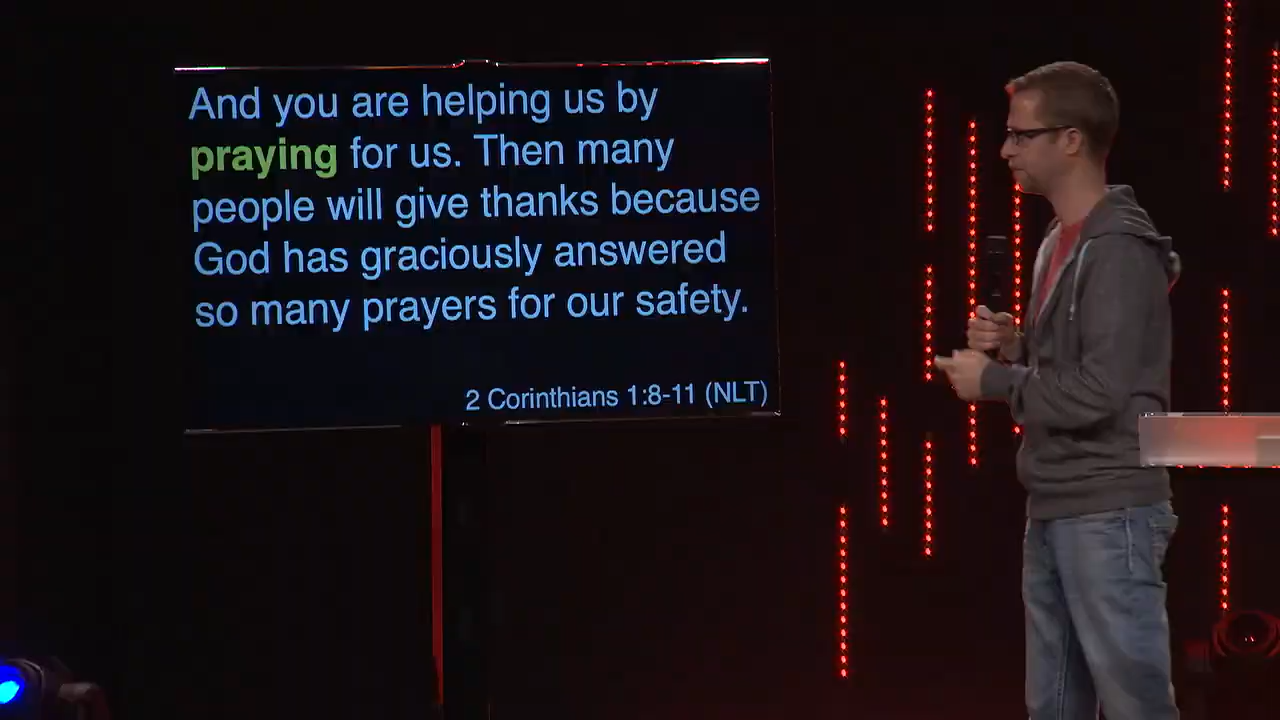 And you are helping us by
praying for us. Then many
people will give thanks because
God has graciously answered
so many prayers for our safety.
2 Corinthians 1:8-11 (NLT)